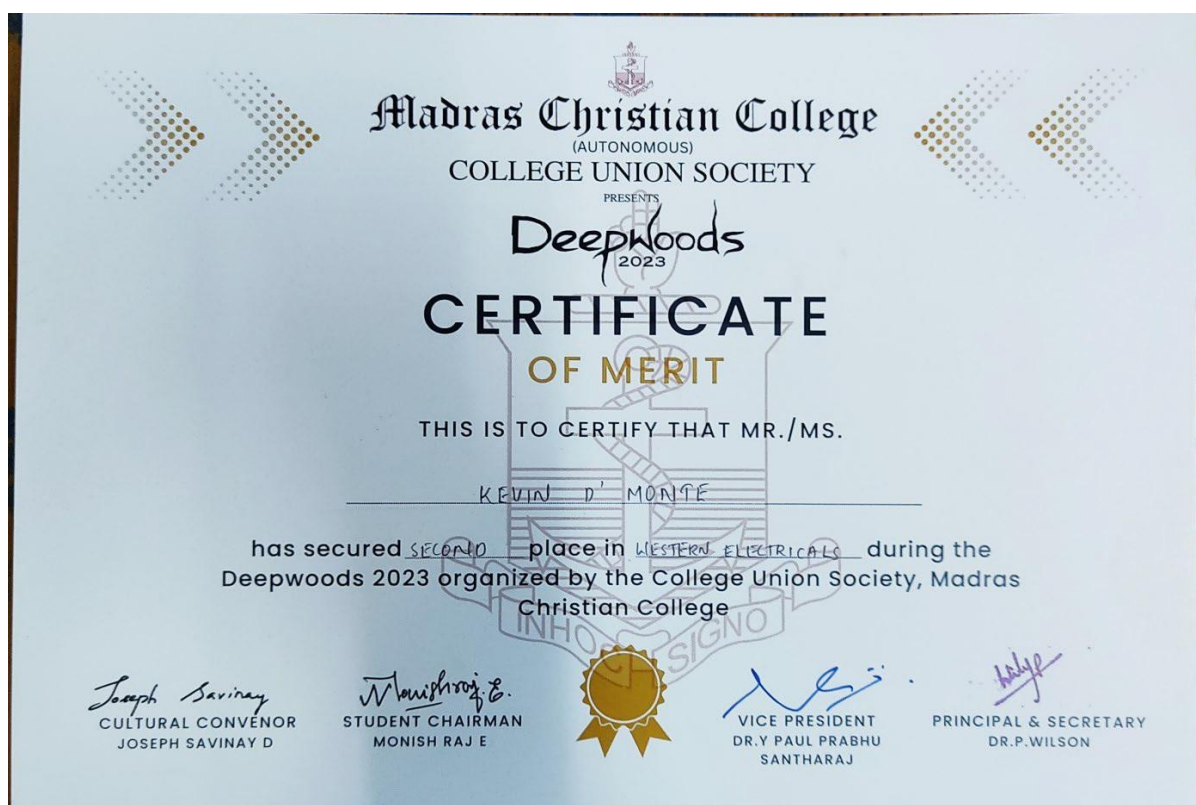 Madras Christian College
(AUTONOMOUS)
COLLEGE UNION SOCIETY
PRESENTS
Deepwoods
2023
CERTIFICATE
OF MERIT
THIS IS TO CERTIFY THAT MR./MS.
KEVIN D' MONTE
has secured SECOND place in WESTERN ELECTRICALS during the
Deepwoods 2023 organized by the College Union Society, Madras
Christian College
INHOC SIGNO
Joseph Savinay
Monishraj.E.
CULTURAL CONVENOR
JOSEPH SAVINAY D
STUDENT CHAIRMAN
MONISH RAJ E
VICE PRESIDENT
DR.Y PAUL PRABHU
SANTHARAJ
PRINCIPAL & SECRETARY
DR.P.WILSON